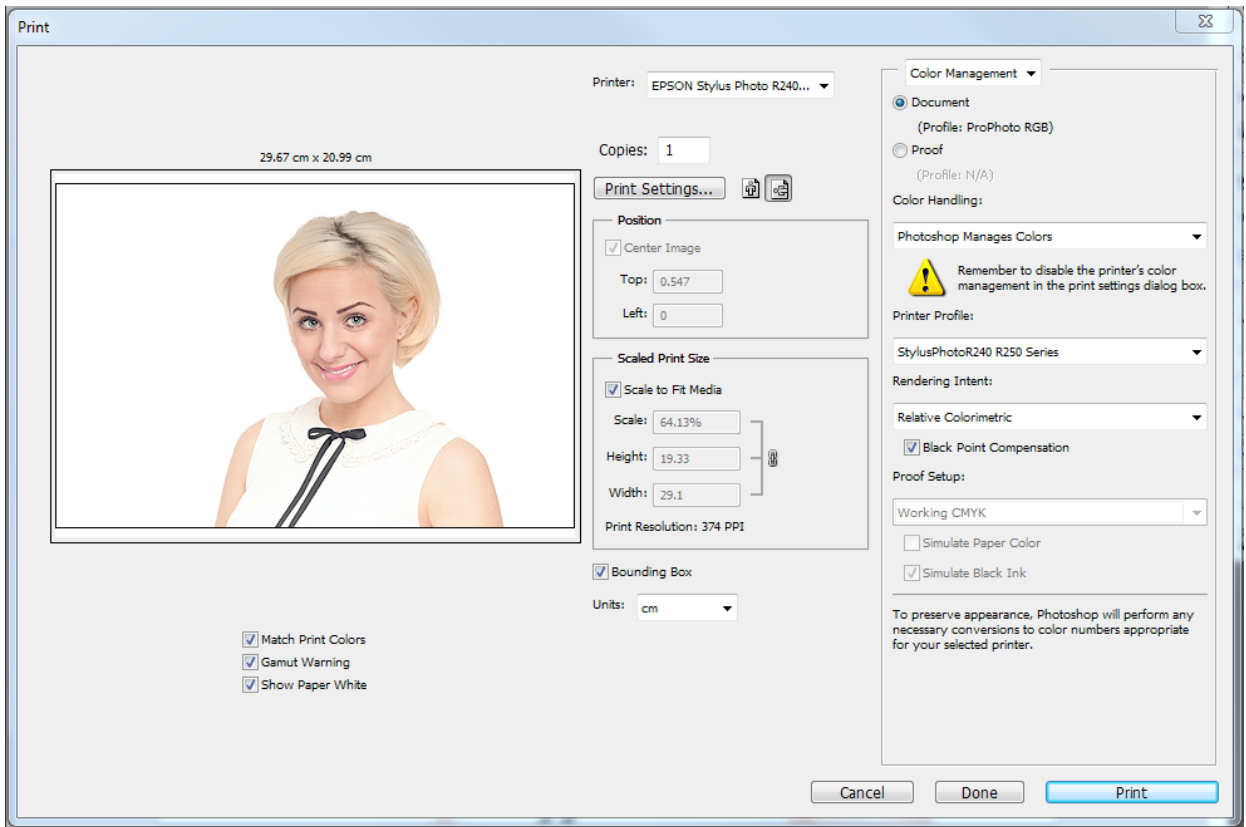 Print
29.67 cm x 20.99 cm
Match Print Colors
Gamut Warning
Show Paper White
Printer: EPSON Stylus Photo R240...
Copies: 1
Print Settings...
Position
Center Image
Top: 0.547
Left: 0
Scaled Print Size
Scale to Fit Media
Scale: 64.13%
Height: 19.33
Width: 29.1
Print Resolution: 374 PPI
Bounding Box
Units: cm
Color Management
Document
(Profile: ProPhoto RGB)
Proof
(Profile: N/A)
Color Handling:
Photoshop Manages Colors
Remember to disable the printer's color
management in the print settings dialog box.
Printer Profile:
StylusPhotoR240 R250 Series
Rendering Intent:
Relative Colorimetric
Black Point Compensation
Proof Setup:
Working CMYK
Simulate Paper Color
Simulate Black Ink
To preserve appearance, Photoshop will perform any
necessary conversions to color numbers appropriate
for your selected printer.
Cancel
Done
Print